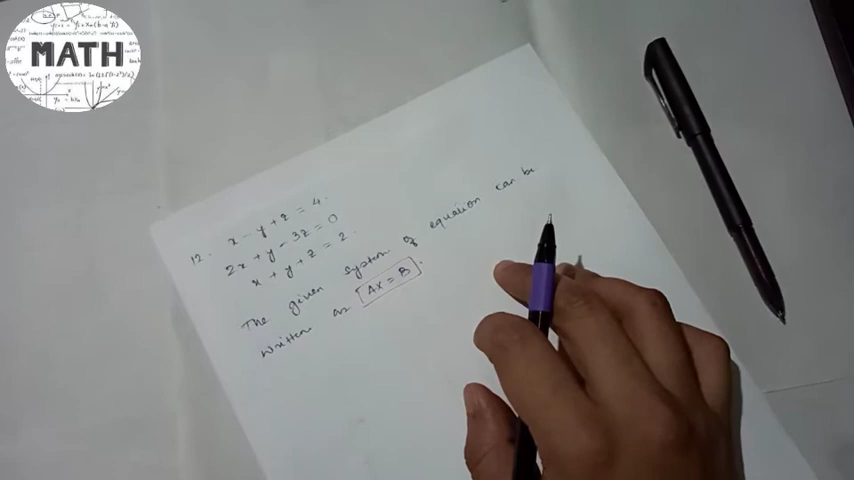 MATH
12. x - y + z = 4.
2x + y - 3z = 0
x + y + z = 2.
The given system of equation can be
written as AX = B.